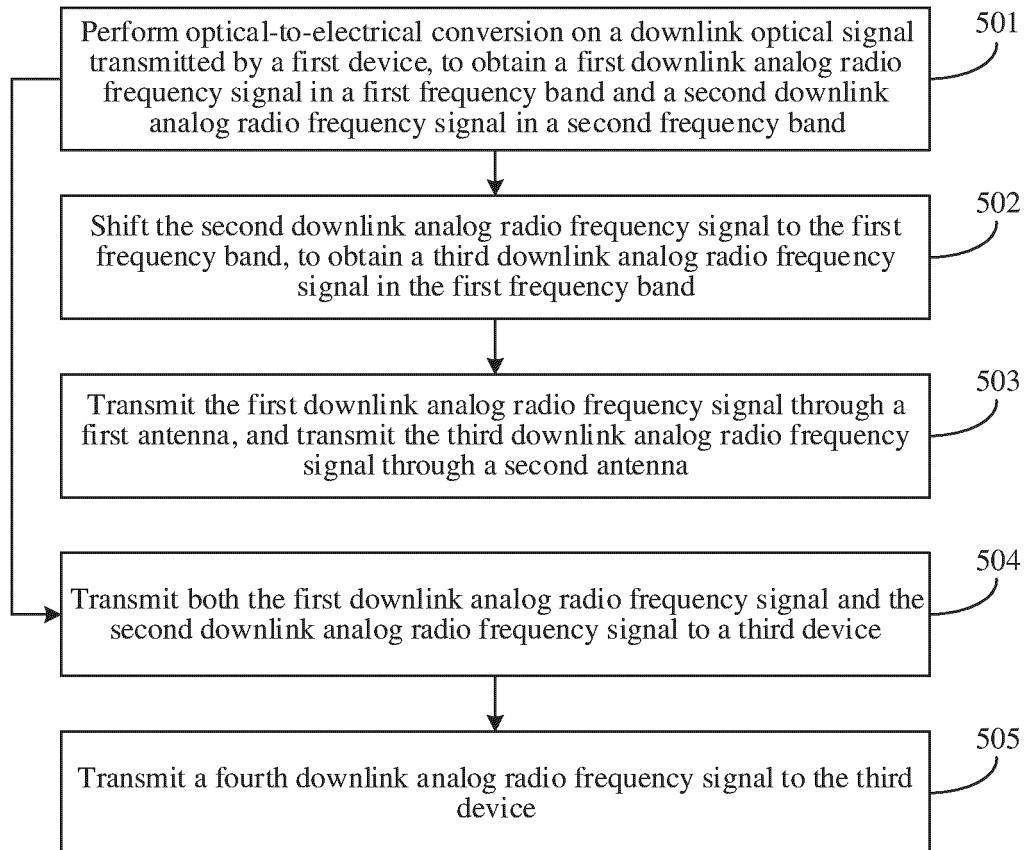 Perform optical-to-electrical conversion on a downlink optical signal
transmitted by a first device, to obtain a first downlink analog radio
frequency signal in a first frequency band and a second downlink
analog radio frequency signal in a second frequency band
501
Shift the second downlink analog radio frequency signal to the first
frequency band, to obtain a third downlink analog radio frequency
signal in the first frequency band
502
Transmit the first downlink analog radio frequency signal through a
first antenna, and transmit the third downlink analog radio frequency
signal through a second antenna
503
Transmit both the first downlink analog radio frequency signal and the
second downlink analog radio frequency signal to a third device
504
Transmit a fourth downlink analog radio frequency signal to the third
device
505